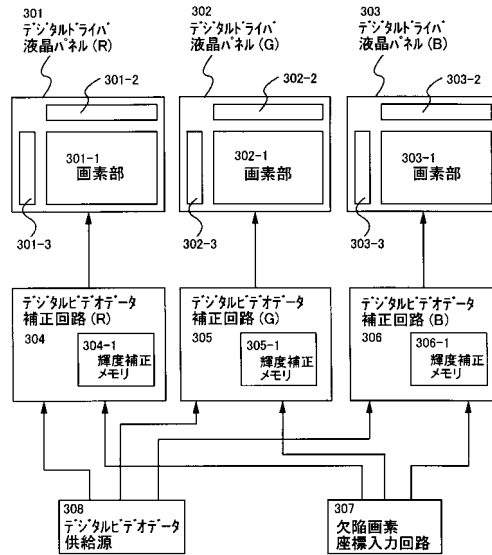 301
デジタルドライバ
液晶パネル(R)
302
デジタルドライバ
液晶パネル(G)
303
デジタルドライバ
液晶パネル(B)
301-2
302-2
303-2
301-1
画素部
302-1
画素部
303-1
画素部
301-3
302-3
303-3
デジタルビデオデータ
補正回路(R)
304
304-1
輝度補正
メモリ
デジタルビデオデータ
補正回路(G)
305
305-1
輝度補正
メモリ
デジタルビデオデータ
補正回路(B)
306
306-1
輝度補正
メモリ
308
デジタルビデオデータ
供給源
307
欠陥画素
座標入力回路